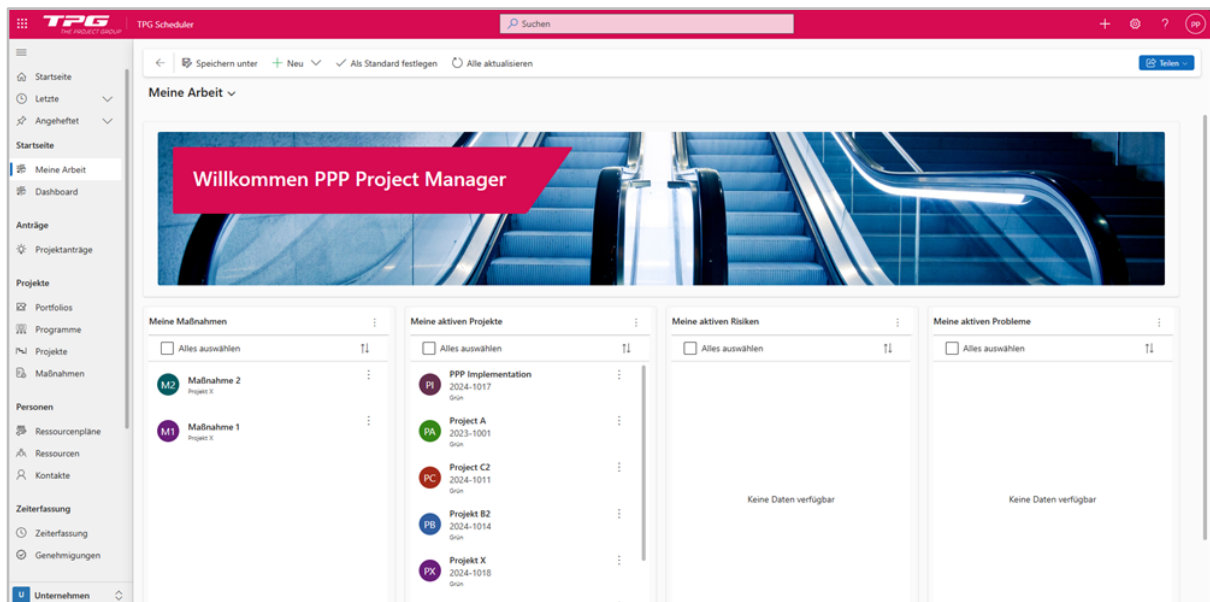 TPG
THE PROJECT GROUP
TPG Scheduler
Suchen
PP
Speichern unter
Neu
Als Standard festlegen
Alle aktualisieren
Teilen
Startseite
Letzte
Angeheftet
Startseite
Meine Arbeit
Dashboard
Anträge
Projektanträge
Projekte
Portfolios
Programme
Projekte
Maßnahmen
Personen
Ressourcenpläne
Ressourcen
Kontakte
Zeiterfassung
Zeiterfassung
Genehmigungen
U Unternehmen
Meine Arbeit
Willkommen PPP Project Manager
Meine Maßnahmen
Alles auswählen
M2
Maßnahme 2
Projekt X
M1
Maßnahme 1
Projekt X
Meine aktiven Projekte
Alles auswählen
PI
PPP Implementation
2024-1017
Grün
PA
Project A
2023-1001
Grün
PC
Project C2
2024-1011
Grün
PB
Projekt B2
2024-1014
Grün
PX
Projekt X
2024-1018
Grün
Meine aktiven Risiken
Alles auswählen
Keine Daten verfügbar
Meine aktiven Probleme
Alles auswählen
Keine Daten verfügbar